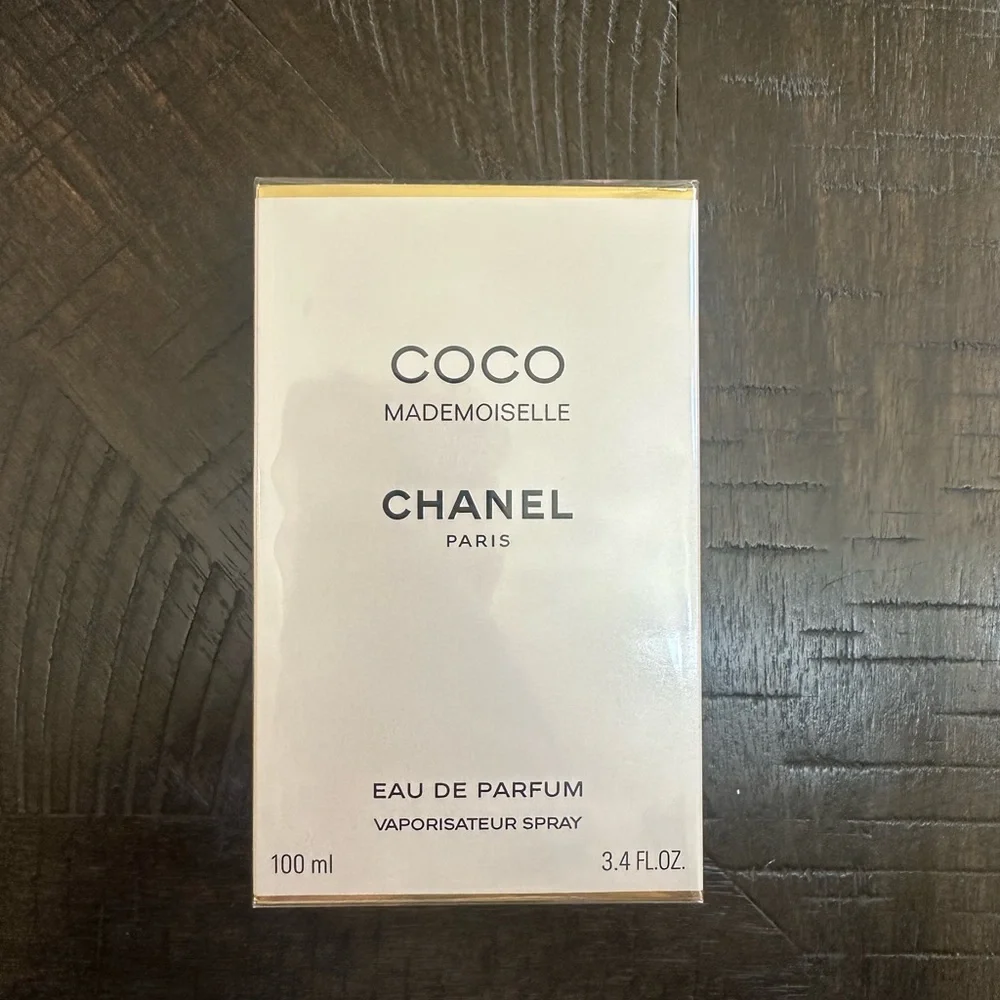 COCO
MADEMOISELLE
CHANEL
PARIS
EAU DE PARFUM
VAPORISATEUR SPRAY
100 ml 3.4 FL.OZ.